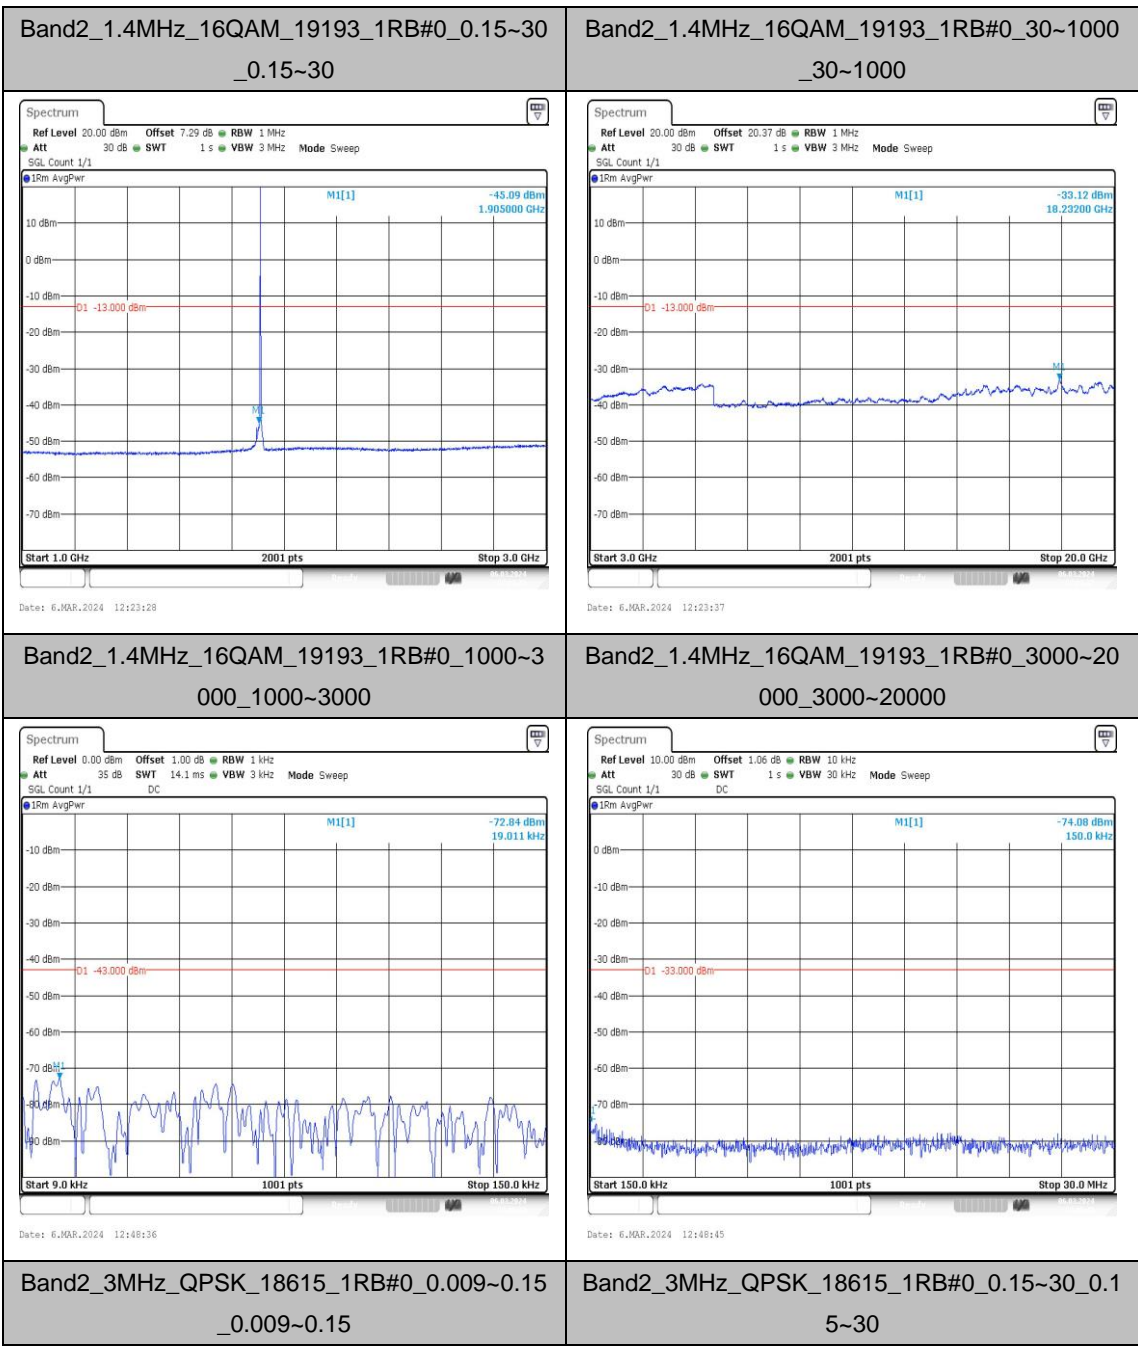 Band2_1.4MHz_16QAM_19193_1RB#0_0.15~30
_0.15~30
Band2_1.4MHz_16QAM_19193_1RB#0_30~1000
_30~1000
Spectrum
Ref Level 20.00 dBm Offset 7.29 dB RBW 1 MHz
Att 30 dB SWT 1 s VBW 3 MHz Mode Sweep
SGL Count 1/1
1Rm AvgPwr
M1[1] -45.09 dBm
1.905000 GHz
10 dBm
0 dBm
-10 dBm
D1 -13.000 dBm
-20 dBm
-30 dBm
-40 dBm
M1
-50 dBm
-60 dBm
-70 dBm
Start 1.0 GHz 2001 pts Stop 3.0 GHz
Date: 6.MAR.2024 12:23:28
Spectrum
Ref Level 20.00 dBm Offset 20.37 dB RBW 1 MHz
Att 30 dB SWT 1 s VBW 3 MHz Mode Sweep
SGL Count 1/1
1Rm AvgPwr
M1[1] -33.12 dBm
18.23200 GHz
10 dBm
0 dBm
-10 dBm
D1 -13.000 dBm
-20 dBm
-30 dBm
M1
-40 dBm
-50 dBm
-60 dBm
-70 dBm
Start 3.0 GHz 2001 pts Stop 20.0 GHz
Date: 6.MAR.2024 12:23:37
Band2_1.4MHz_16QAM_19193_1RB#0_1000~3
000_1000~3000
Band2_1.4MHz_16QAM_19193_1RB#0_3000~20
000_3000~20000
Spectrum
Ref Level 0.00 dBm Offset 1.00 dB RBW 1 kHz
Att 35 dB SWT 14.1 ms VBW 3 kHz Mode Sweep
SGL Count 1/1 DC
1Rm AvgPwr
M1[1] -72.84 dBm
19.011 kHz
-10 dBm
-20 dBm
-30 dBm
-40 dBm
D1 -43.000 dBm
-50 dBm
-60 dBm
-70 dBm
M1
-80 dBm
-90 dBm
Start 9.0 kHz 1001 pts Stop 150.0 kHz
Date: 6.MAR.2024 12:48:36
Spectrum
Ref Level 10.00 dBm Offset 1.06 dB RBW 10 kHz
Att 30 dB SWT 1 s VBW 30 kHz Mode Sweep
SGL Count 1/1 DC
1Rm AvgPwr
M1[1] -74.08 dBm
150.0 kHz
0 dBm
-10 dBm
-20 dBm
-30 dBm
D1 -33.000 dBm
-40 dBm
-50 dBm
-60 dBm
-70 dBm
-80 dBm
Start 150.0 kHz 1001 pts Stop 30.0 MHz
Date: 6.MAR.2024 12:48:45
Band2_3MHz_QPSK_18615_1RB#0_0.009~0.15
_0.009~0.15
Band2_3MHz_QPSK_18615_1RB#0_0.15~30_0.1
5~30